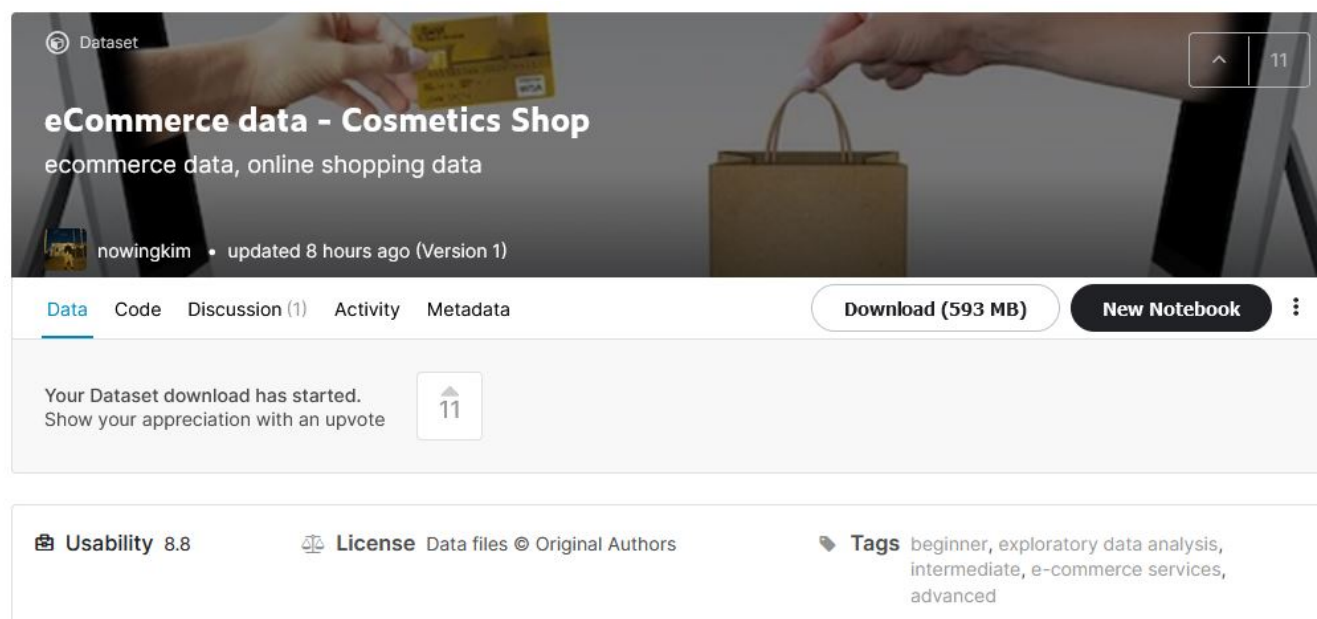 Dataset
11
eCommerce data - Cosmetics Shop
ecommerce data, online shopping data
nowingkim • updated 8 hours ago (Version 1)
Data Code Discussion (1) Activity Metadata Download (593 MB) New Notebook
Your Dataset download has started.
Show your appreciation with an upvote
11
Usability 8.8 License Data files © Original Authors Tags beginner, exploratory data analysis,
intermediate, e-commerce services,
advanced